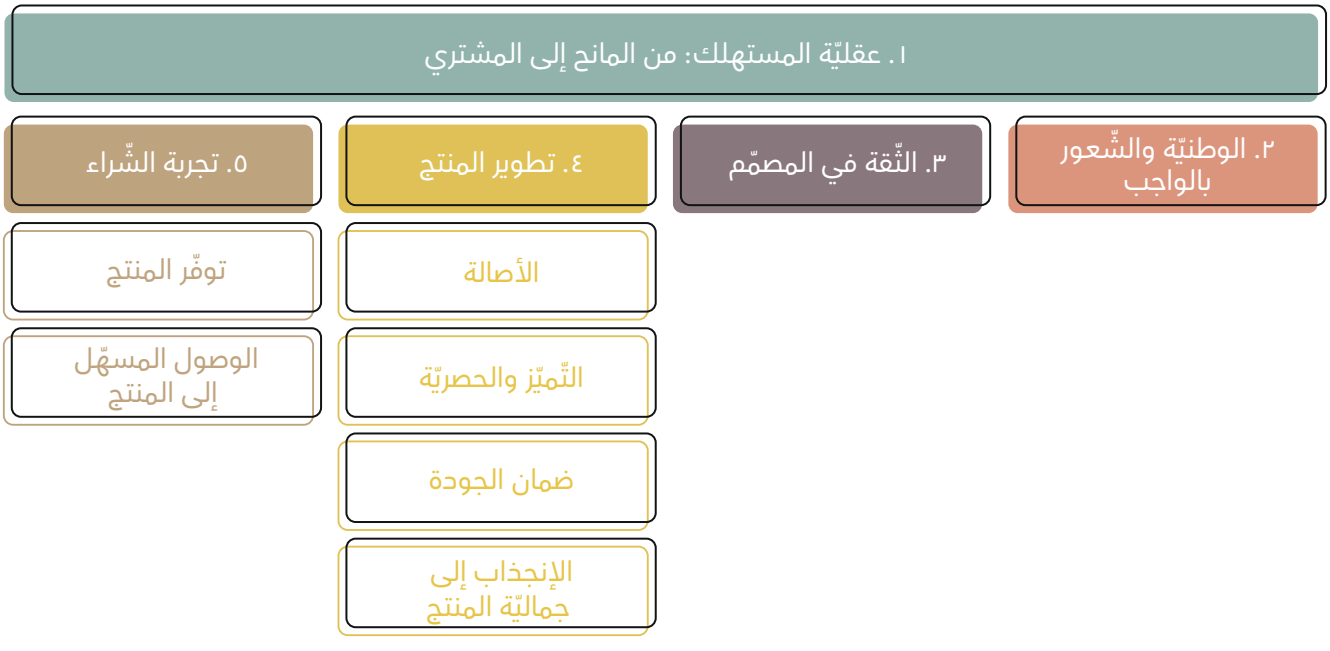 ١. عقليّة المستهلك: من المانح إلى المشتري
٢. الوطنيّة والشّعور
بالواجب
٣. الثّقة في المصمّم
٤. تطوير المنتج
الأصالة
التّميّز والحصريّة
ضمان الجودة
الإنجذاب إلى
جماليّة المنتج
٥. تجربة الشّراء
توفّر المنتج
الوصول المسهّل
إلى المنتج